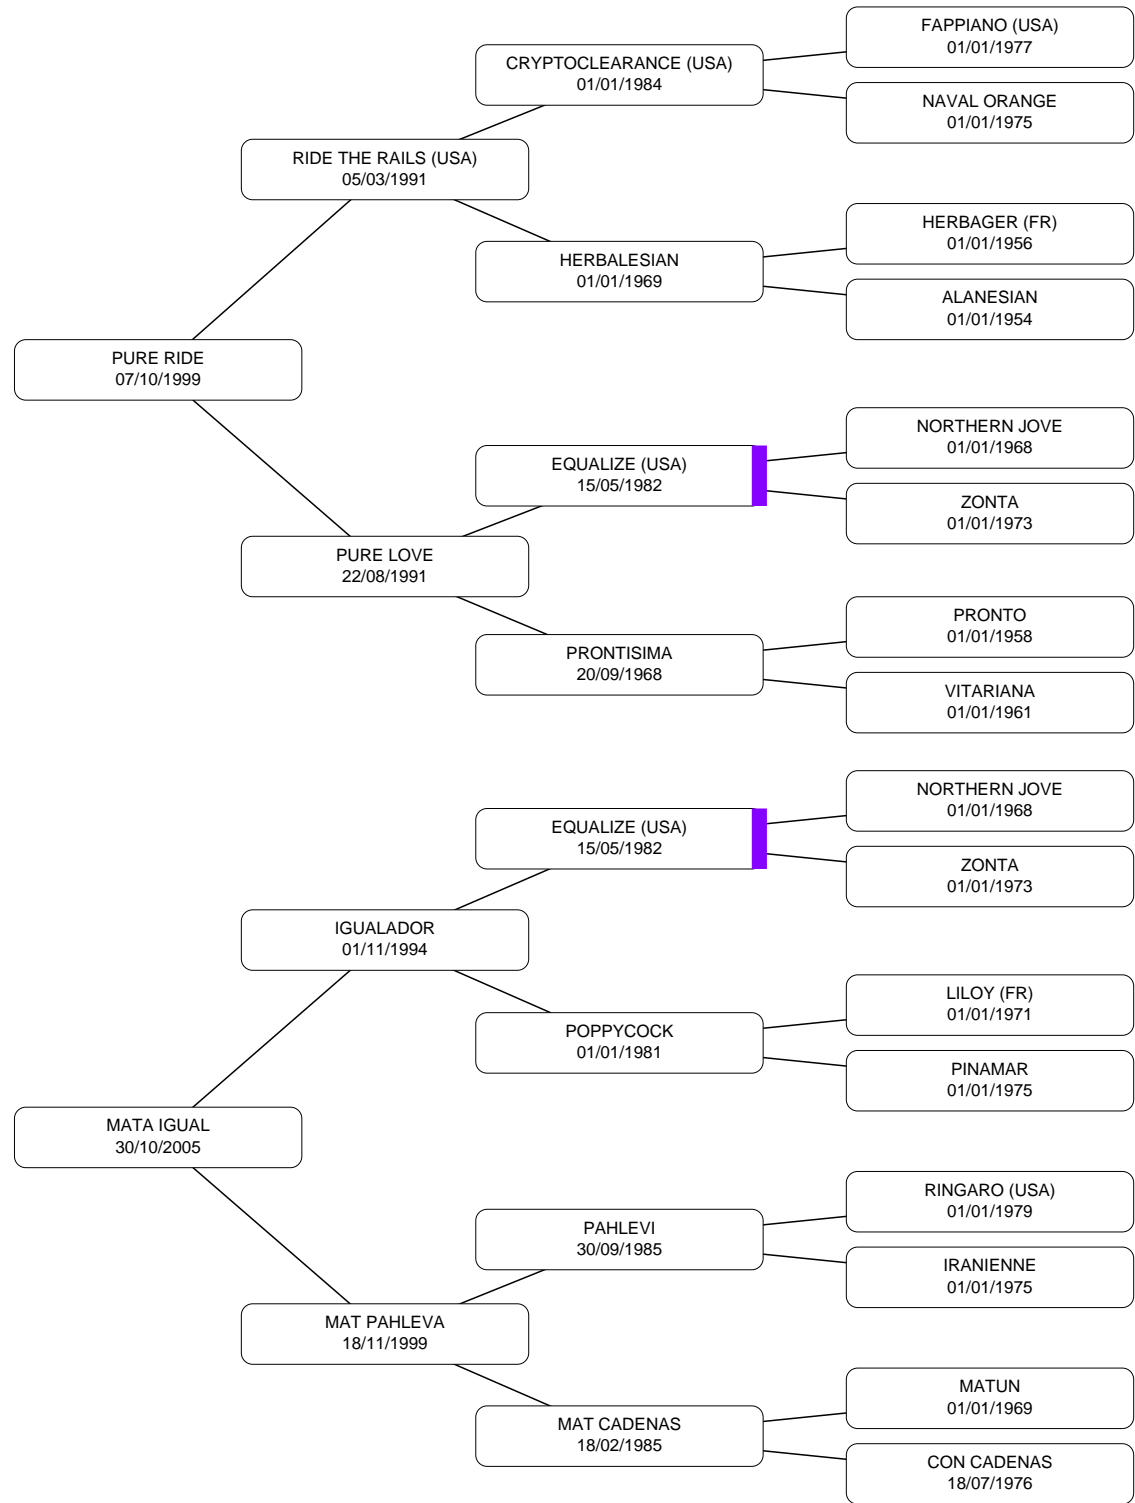 FAPPIANO (USA)
01/01/1977
CRYPTOCLEARANCE (USA)
01/01/1984
NAVAL ORANGE
01/01/1975
RIDE THE RAILS (USA)
05/03/1991
HERBAGER (FR)
01/01/1956
HERBALESIAN
01/01/1969
ALANESIAN
01/01/1954
PURE RIDE
07/10/1999
NORTHERN JOVE
01/01/1968
EQUALIZE (USA)
15/05/1982
ZONTA
01/01/1973
PURE LOVE
22/08/1991
PRONTO
01/01/1958
PRONTISIMA
20/09/1968
VITARIANA
01/01/1961
NORTHERN JOVE
01/01/1968
EQUALIZE (USA)
15/05/1982
ZONTA
01/01/1973
IGUALADOR
01/11/1994
LILOY (FR)
01/01/1971
POPPYCOCK
01/01/1981
PINAMAR
01/01/1975
MATA IGUAL
30/10/2005
RINGARO (USA)
01/01/1979
PAHLEVI
30/09/1985
IRANIENNE
01/01/1975
MAT PAHLEVA
18/11/1999
MATUN
01/01/1969
MAT CADENAS
18/02/1985
CON CADENAS
18/07/1976